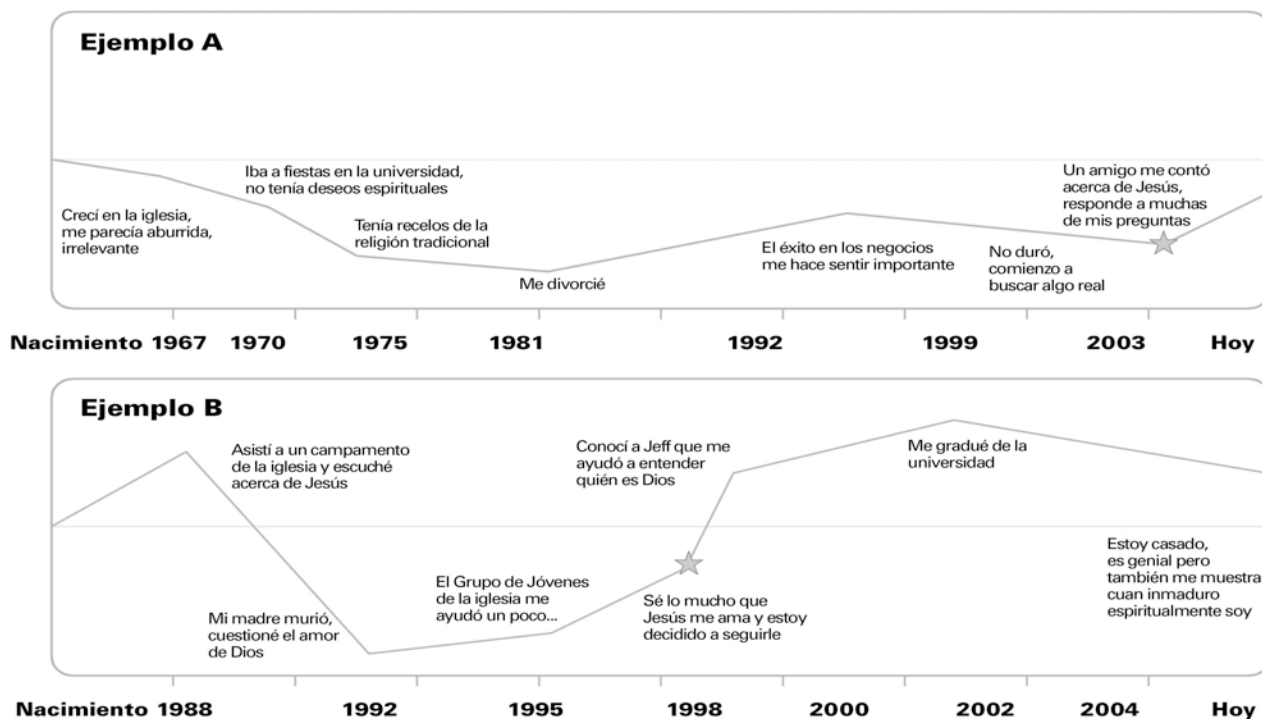 Ejemplo A
Iba a fiestas en la universidad,
no tenía deseos espirituales
Crecí en la iglesia,
me parecía aburrida,
irrelevante
Tenía recelos de la
religión tradicional
Me divorcié
El éxito en los negocios
me hace sentir importante
No duró,
comienzo a
buscar algo real
Un amigo me contó
acerca de Jesús,
responde a muchas
de mis preguntas
Nacimiento 1967 1970 1975 1981 1992 1999 2003 Hoy
Ejemplo B
Asistí a un campamento
de la iglesia y escuché
acerca de Jesús
Mi madre murió,
cuestioné el amor
de Dios
El Grupo de Jóvenes
de la iglesia me
ayudó un poco...
Conocí a Jeff que me
ayudó a entender
quién es Dios
Sé lo mucho que
Jesús me ama y estoy
decidido a seguirle
Me gradué de la
universidad
Estoy casado,
es genial pero
también me muestra
cuan inmaduro
espiritualmente soy
Nacimiento 1988 1992 1995 1998 2000 2002 2004 Hoy